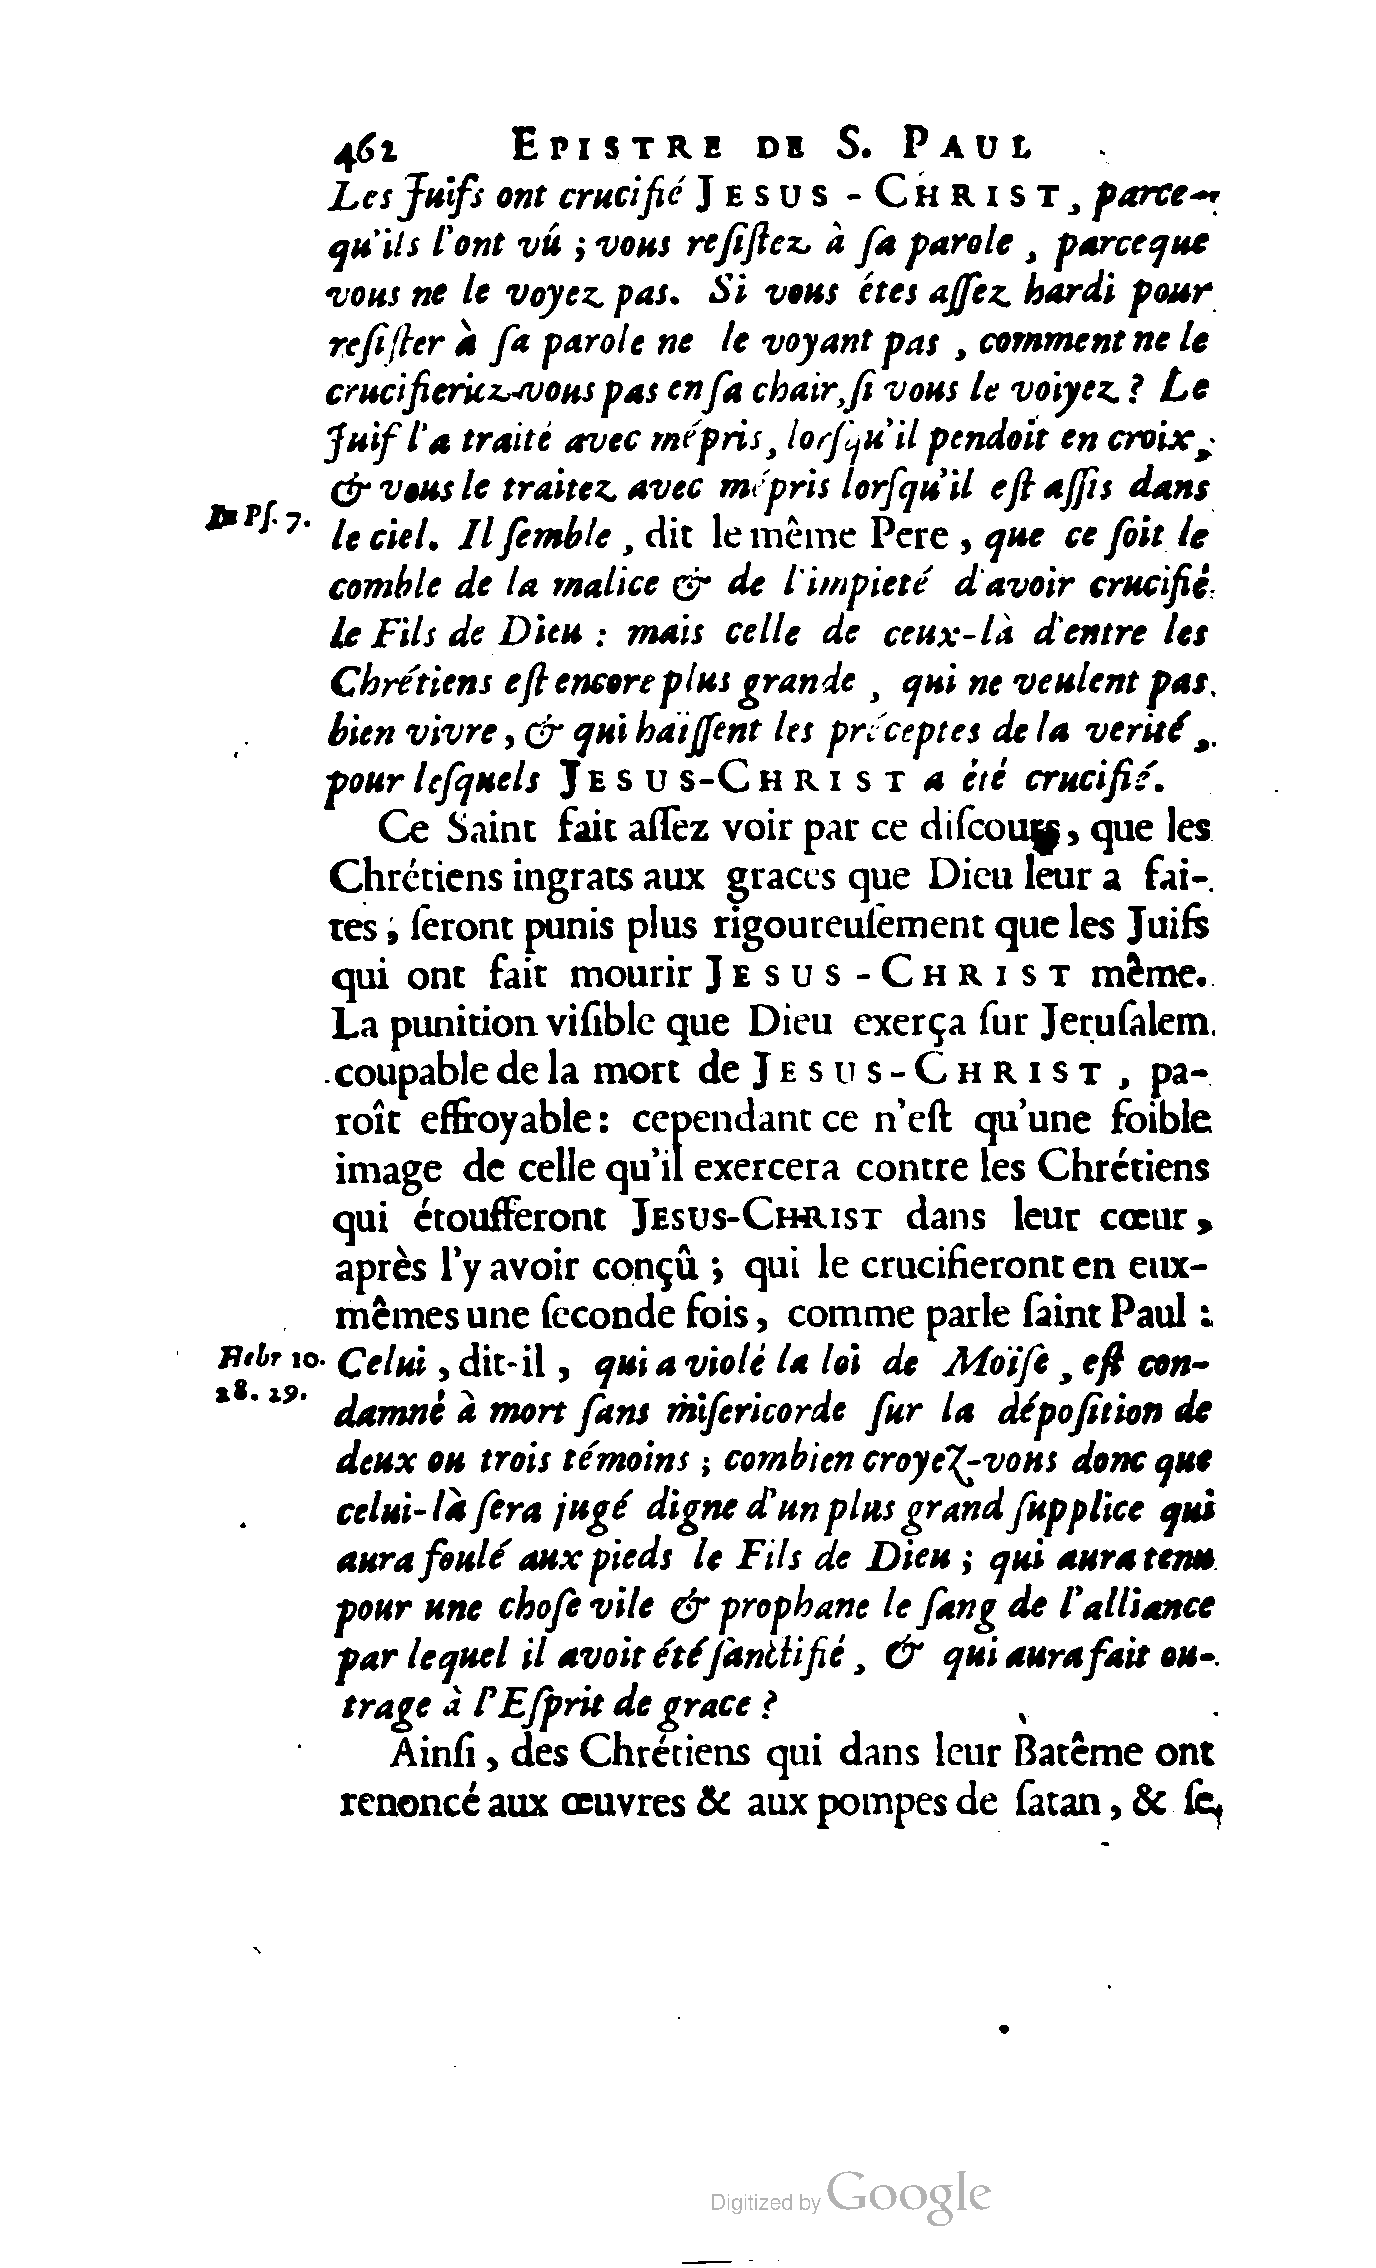 462 EPISTRE DE S. PAUL
Les Juifs ont crucifié JESUS-CHRIST, parce-
qu'ils l'ont vû ; vous reſiſtez à ſa parole, parceque
vous ne le voyez pas. Si vous étes aſſez hardi pour
reſiſter à ſa parole ne le voyant pas, comment ne le
crucifieriez-vous pas en ſa chair, ſi vous le voiyez ? Le
Juif l'a traité avec mépris, lorſqu'il pendoit en croix ;
& vous le traitez avec mépris lorſqu'il eſt aſſis dans
In Pſ. 7.
le ciel. Il ſemble, dit le même Pere, que ce ſoit le
comble de la malice & de l'impieté d'avoir crucifié
le Fils de Dieu : mais celle de ceux-là d'entre les
Chrétiens eſt encore plus grande, qui ne veulent pas
bien vivre, & qui haïſſent les préceptes de la verité,
pour leſquels JESUS-CHRIST a été crucifié.
Ce Saint fait aſſez voir par ce diſcours, que les
Chrétiens ingrats aux graces que Dieu leur a fai-
tes, ſeront punis plus rigoureuſement que les Juifs
qui ont fait mourir JESUS-CHRIST même.
La punition viſible que Dieu exerça ſur Jeruſalem
coupable de la mort de JESUS-CHRIST, pa-
roît effroyable : cependant ce n'eſt qu'une foible
image de celle qu'il exercera contre les Chrétiens
qui étoufferont JESUS-CHRIST dans leur cœur,
après l'y avoir conçû ; qui le crucifieront en eux-
mêmes une ſeconde fois, comme parle ſaint Paul :
Hebr 10.
28. 29.
Celui, dit-il, qui a violé la loi de Moïſe, eſt con-
damné à mort ſans miſericorde ſur la dépoſition de
deux ou trois témoins ; combien croyez-vous donc que
celui-là ſera jugé digne d'un plus grand ſupplice qui
aura foulé aux pieds le Fils de Dieu ; qui aura tenu
pour une choſe vile & prophane le ſang de l'alliance
par lequel il avoit été ſanctifié, & qui aura fait ou-
trage à l'Eſprit de grace ?
Ainſi, des Chrétiens qui dans leur Batême ont
renoncé aux œuvres & aux pompes de ſatan, & ſe
Digitized by Google